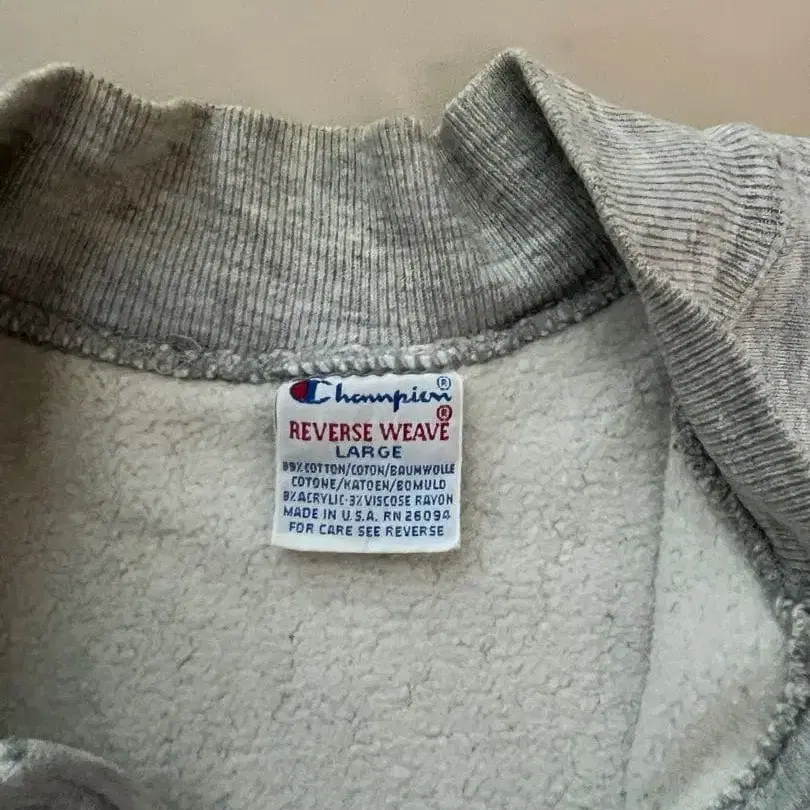 Champion®
REVERSE WEAVE®
LARGE
89% COTTON/COTON/BAUMWOLLE
COTONE/KATOEN/BOMULD
8% ACRYLIC·3% VISCOSE RAYON
MADE IN U.S.A. RN 26094
FOR CARE SEE REVERSE